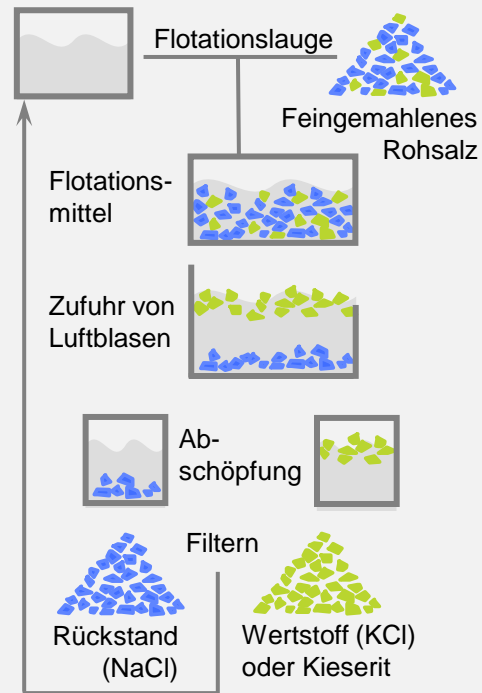 Flotationslauge
Feingemahlenes
Rohsalz
Flotations-
mittel
Zufuhr von
Luftblasen
Ab-
schöpfung
Filtern
Rückstand
(NaCl)
Wertstoff (KCl)
oder Kieserit